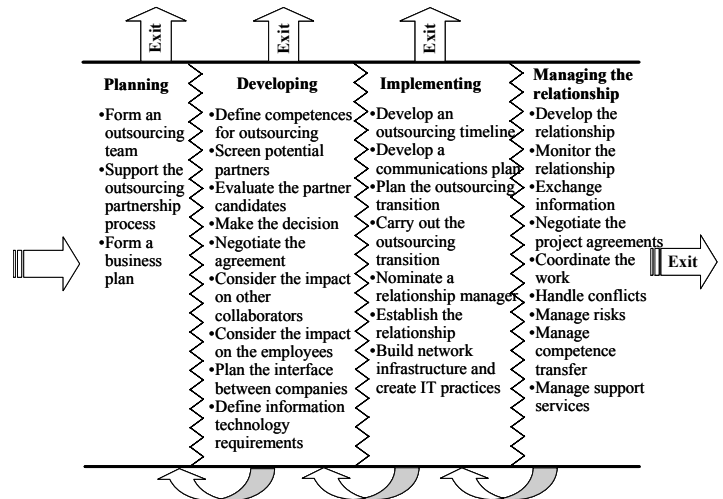 Exit
Exit
Exit
Planning
•Form an
outsourcing
team
•Support the
outsourcing
partnership
process
•Form a
business
plan
Developing
•Define competences
for outsourcing
•Screen potential
partners
•Evaluate the partner
candidates
•Make the decision
•Negotiate the
agreement
•Consider the impact
on other
collaborators
•Consider the impact
on the employees
•Plan the interface
between companies
•Define information
technology
requirements
Implementing
•Develop an
outsourcing timeline
•Develop a
communications plan
•Plan the outsourcing
transition
•Carry out the
outsourcing
transition
•Nominate a
relationship manager
•Establish the
relationship
•Build network
infrastructure and
create IT practices
Managing the
relationship
•Develop the
relationship
•Monitor the
relationship
•Exchange
information
•Negotiate the
project agreements
•Coordinate the
work
•Handle conflicts
•Manage risks
•Manage
competence
transfer
•Manage support
services
Exit